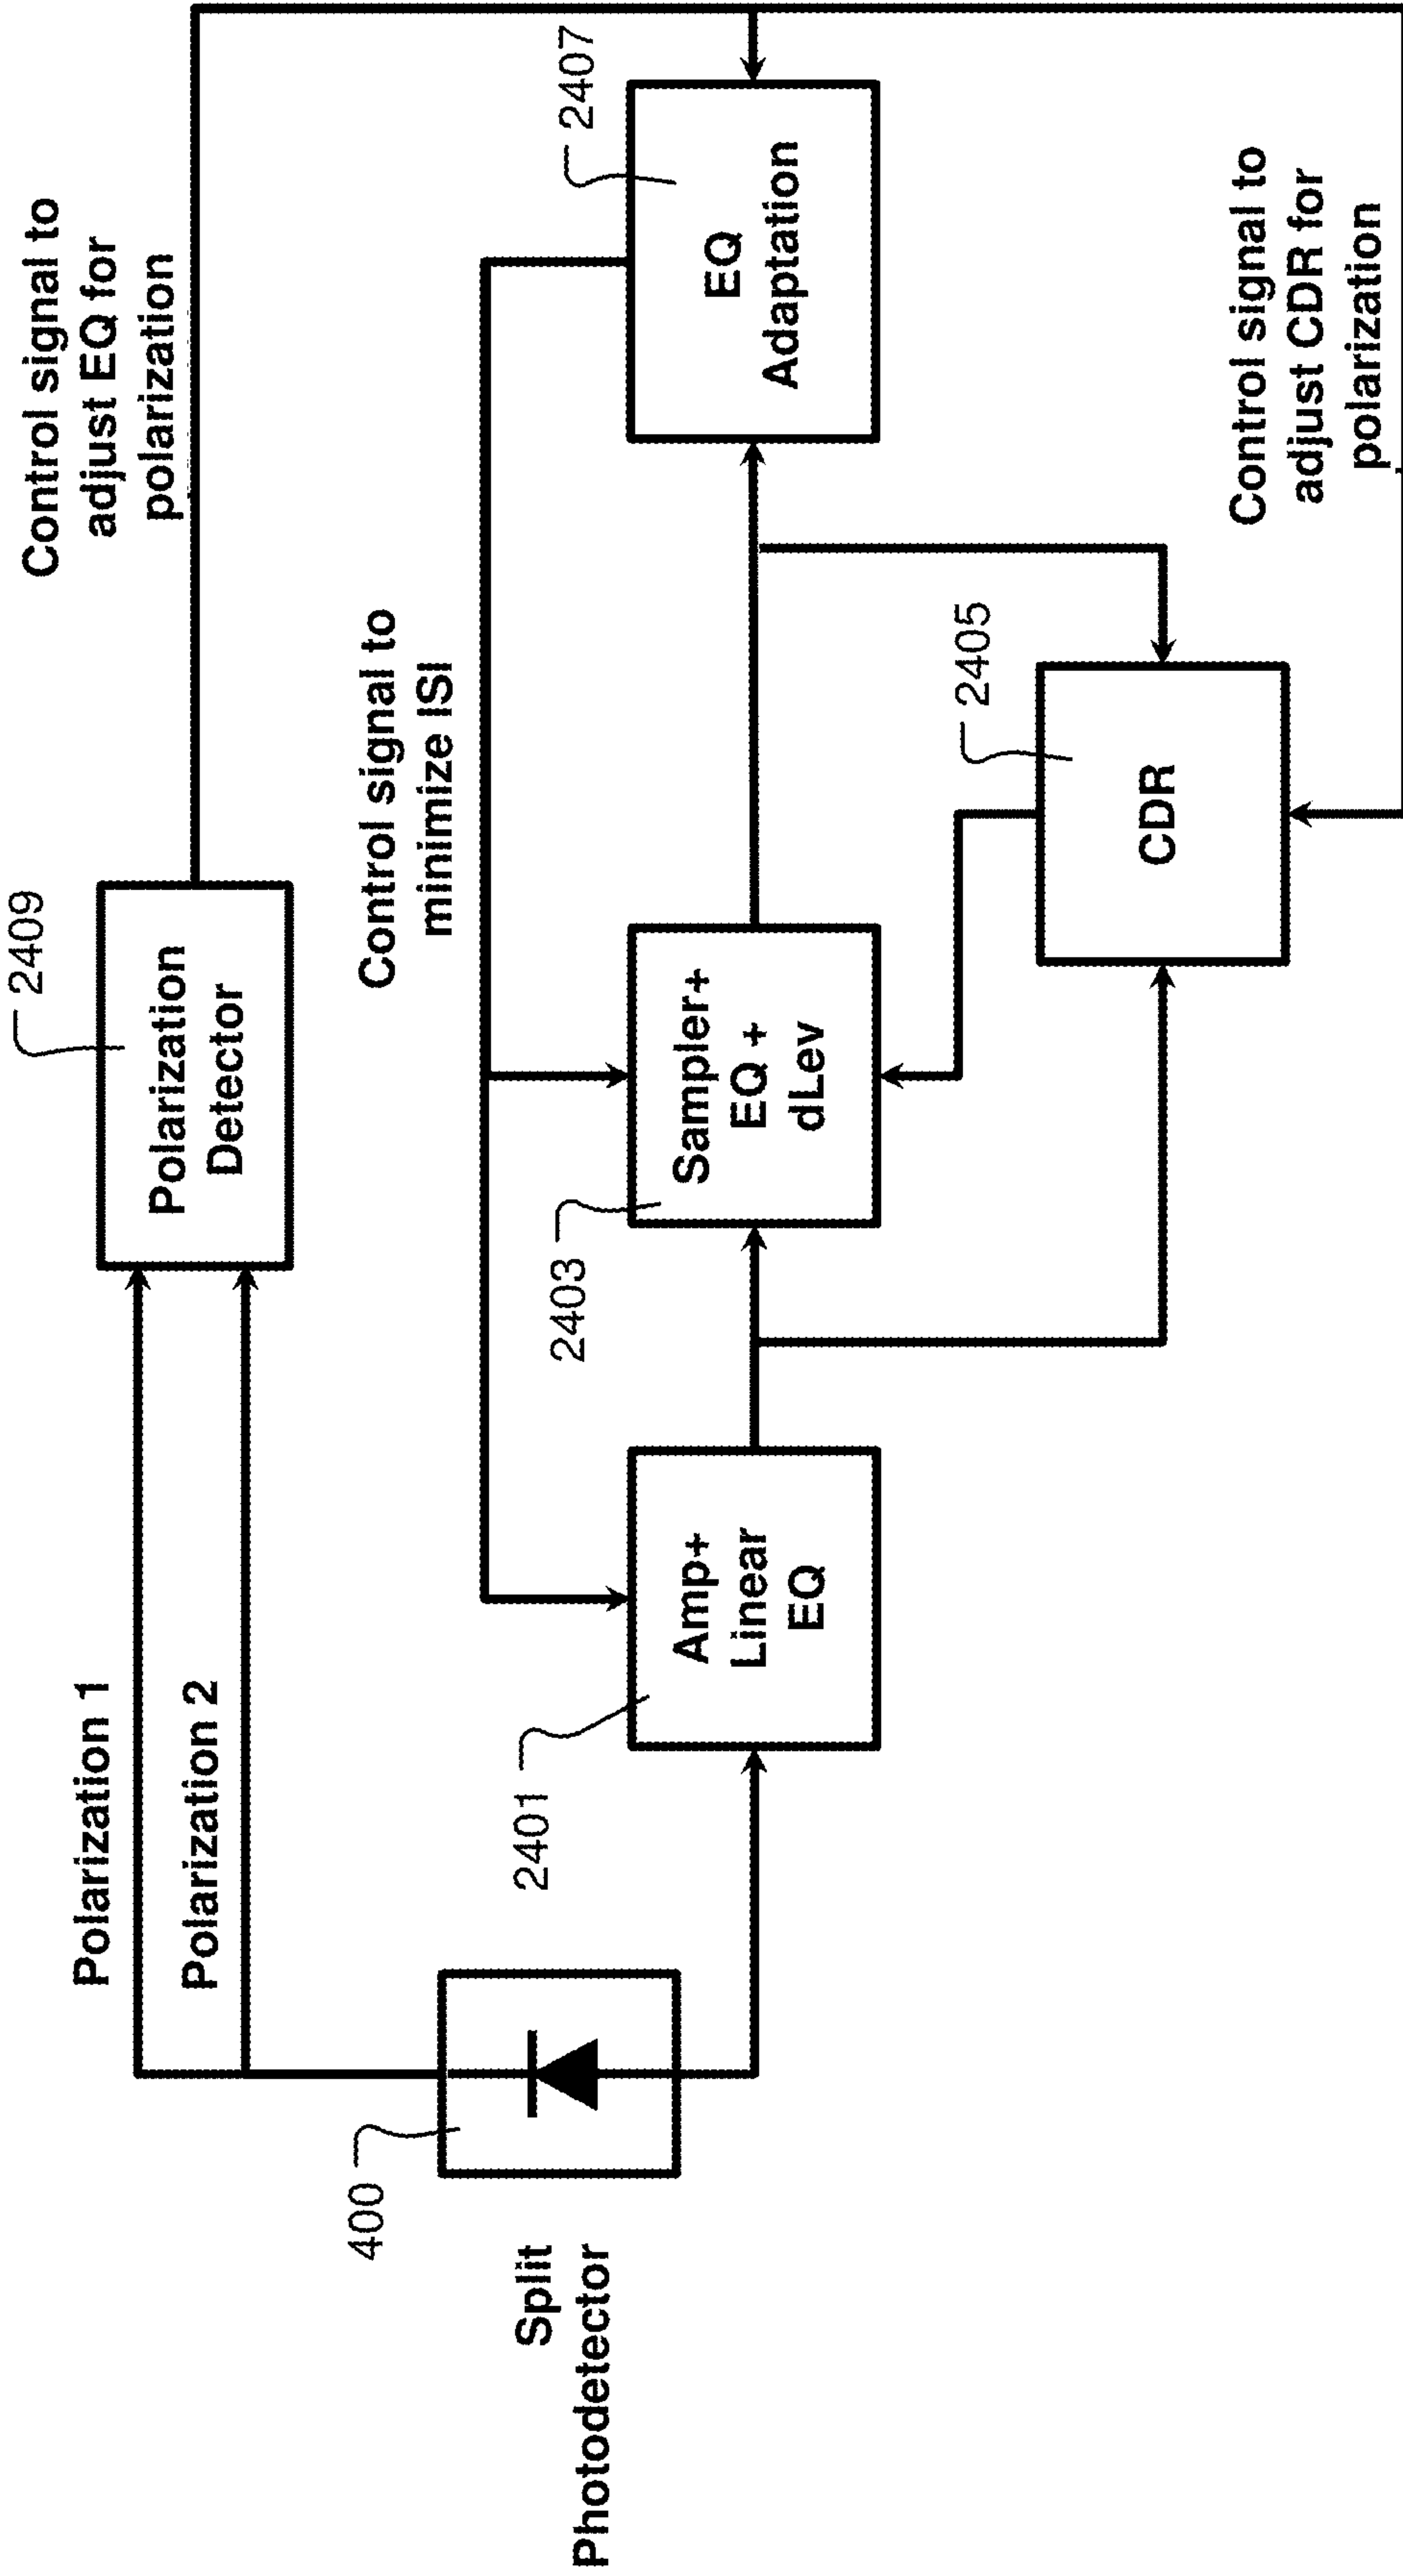 Control signal to
adjust EQ for
polarization
2409
Polarization
Detector
Polarization 1
Polarization 2
Control signal to
minimize ISI
400
Split
Photodetector
2401
Amp+
Linear
EQ
2403
Sampler+
EQ +
dLev
2407
EQ
Adaptation
2405
CDR
Control signal to
adjust CDR for
polarization